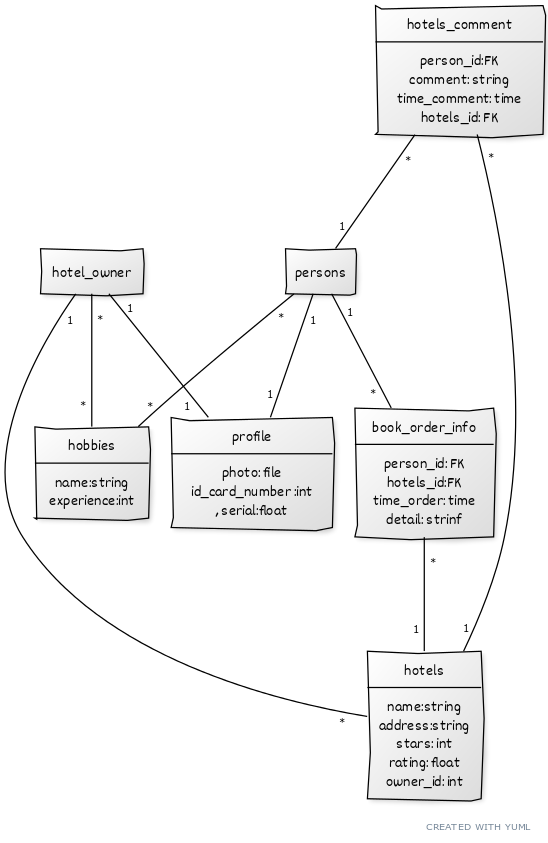 hotels_comment
person_id:FK
comment: string
time_comment: time
hotels_id: FK
*
*
1
hotel_owner
persons
1
*
1
*
1
1
*
*
1
*
1
*
hobbies
name:string
experience:int
profile
photo: file
id_card_number :int
, serial:float
book_order_info
person_id: FK
hotels_id:FK
time_order: time
detail: strinf
*
1
1
hotels
name:string
address:string
stars: int
rating: float
owner_id: int
*
CREATED WITH YUML